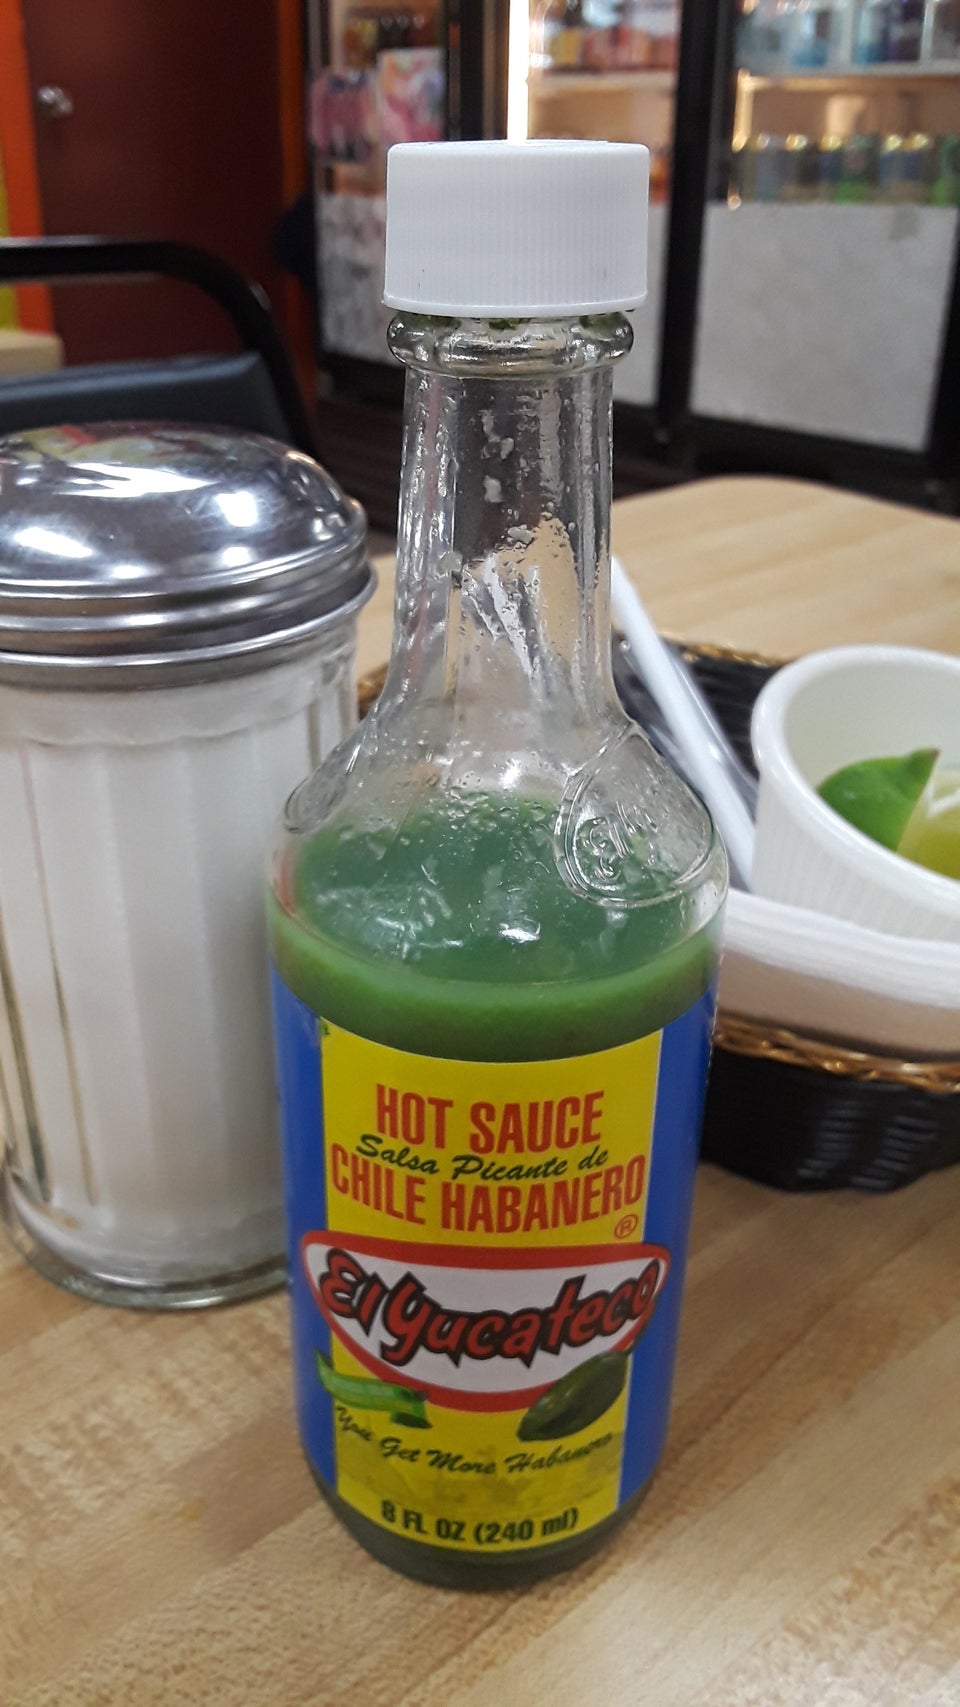 HOT SAUCE
Salsa Picante de
CHILE HABANERO
®
El Yucateco
You Get More Habanero
8 FL OZ (240 ml)